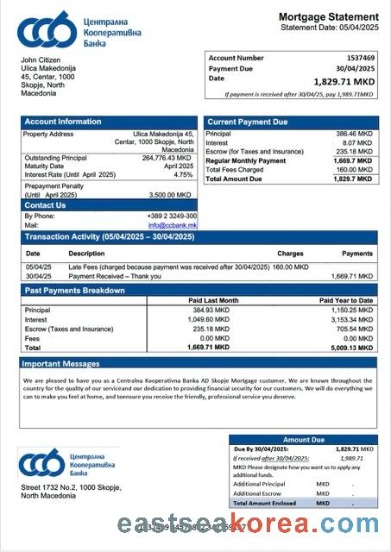 Централна
Кооперативна
Банка
Mortgage Statement
Statement Date: 05/04/2025
John Citizen
Ulica Makedonija
45, Centar, 1000
Skopje, North
Macedonia
Account Number 1537469
Payment Due 30/04/2025
Date 1,829.71 MKD
If payment is received after 30/04/25, pay 1,989.71MKD
Account Information
Property Address Ulica Makedonija 45,
Centar, 1000 Skopje, North
Macedonia
Outstanding Principal 264,776.43 MKD
Maturity Date April 2025
Interest Rate (Until April 2025) 4.75%
Prepayment Penalty
(Until April 2025) 3,500.00 MKD
Contact Us
By Phone: +389 2 3249-300
Mail: info@ccbank.mk
Current Payment Due
Principal 386.46 MKD
Interest 8.07 MKD
Escrow (for Taxes and Insurance) 235.18 MKD
Regular Monthly Payment 1,669.7 MKD
Total Fees Charged 160.00 MKD
Total Amount Due 1,829.7 MKD
Transaction Activity (05/04/2025 – 30/04/2025)
Date Description Charges Payments
05/04/25 Late Fees (charged because payment was received after 30/04/2025) 160.00 MKD
30/04/25 Payment Received – Thank you 1,669.71 MKD
Past Payments Breakdown
Paid Last Month Paid Year to Date
Principal 384.93 MKD 1,150.25 MKD
Interest 1,049.60 MKD 3,153.34 MKD
Escrow (Taxes and Insurance) 235.18 MKD 705.54 MKD
Fees 0.00 MKD 0.00 MKD
Total 1,669.71 MKD 5,009.13 MKD
Important Messages
We are pleased to have you as a Centralna Kooperativna Banka AD Skopje Mortgage customer. We are known throughout
the country for the quality of our serviceand our dedication to providing financial security for our customers. We will do everything we
can to make you feel at home, and toensure you receive the friendly, professional service you deserve.
Централна
Кооперативна
Банка
Street 1732 No.2, 1000 Skopje,
North Macedonia
Amount Due
Due By 30/04/2025: 1,829.71 MKD
If received after 30/04/2025: 1,989.71
MKD Please designate how you want us to apply any
additional funds.
Additional Principal MKD -
Additional Escrow MKD -
Total Amount Enclosed MKD -
eastseakorea.com